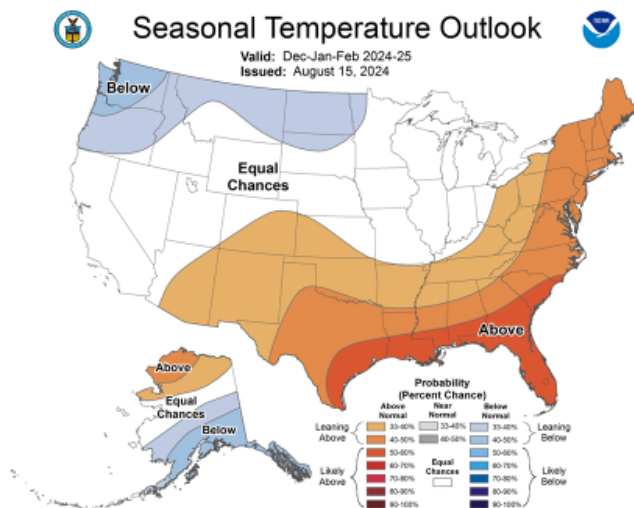 Seasonal Temperature Outlook
Valid: Dec-Jan-Feb 2024-25
Issued: August 15, 2024
Below
Equal
Chances
Above
Above
Equal
Chances
Below
Probability
(Percent Chance)
Above
Normal
Near
Normal
Below
Normal
Leaning
Above
33-40%
33-40%
33-40%
Leaning
Below
40-50%
40-50%
40-50%
Likely
Above
50-60%
50-60%
Likely
Below
60-70%
60-70%
70-80%
Equal
Chances
70-80%
80-90%
80-90%
90-100%
90-100%